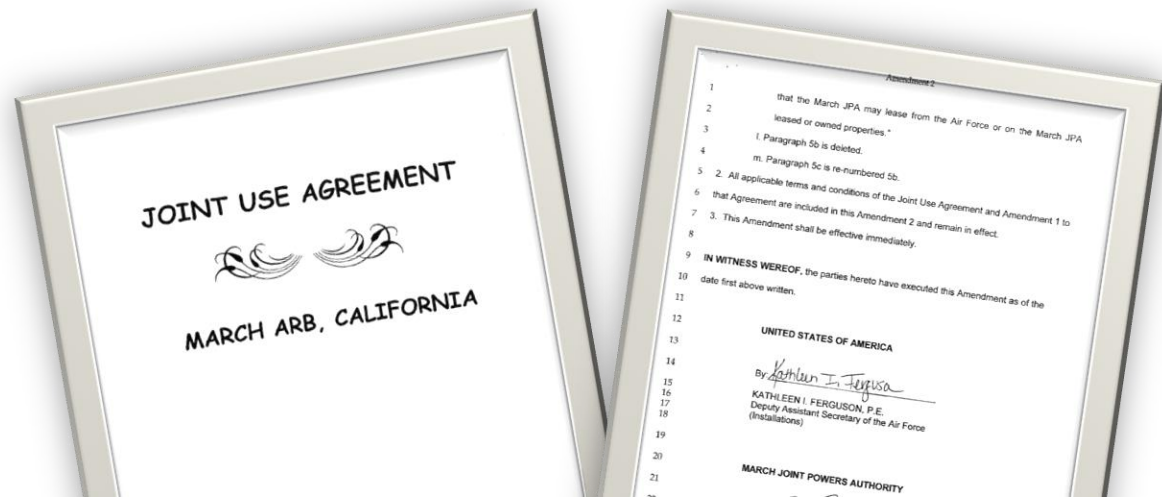 JOINT USE AGREEMENT
MARCH ARB, CALIFORNIA
Amendment 2
1 that the March JPA may lease from the Air Force or on the March JPA
2 leased or owned properties."
3 l. Paragraph 5b is deleted.
4 m. Paragraph 5c is re-numbered 5b.
5 2. All applicable terms and conditions of the Joint Use Agreement and Amendment 1 to
6 that Agreement are included in this Amendment 2 and remain in effect.
7 3. This Amendment shall be effective immediately.
8
9 IN WITNESS WEREOF, the parties hereto have executed this Amendment as of the
10 date first above written.
11
12
13 UNITED STATES OF AMERICA
14
15 By: Kathleen I. Ferguson
16 KATHLEEN I. FERGUSON, P.E.
17 Deputy Assistant Secretary of the Air Force
18 (Installations)
19
20
21 MARCH JOINT POWERS AUTHORITY